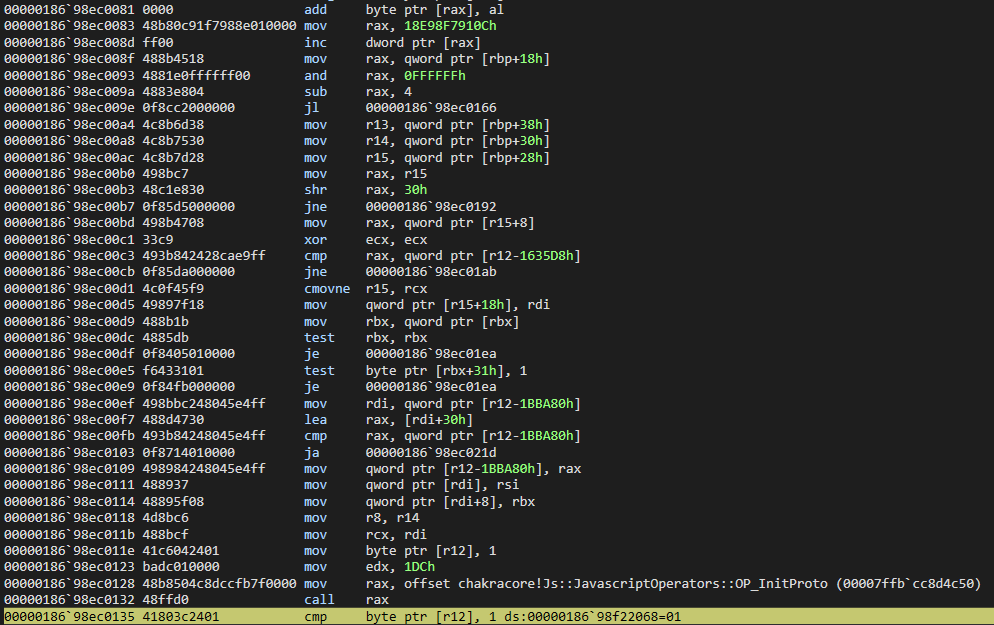 00000186`98ec0081 0000 add byte ptr [rax], al
00000186`98ec0083 48b80c91f7988e010000 mov rax, 18E98F7910Ch
00000186`98ec008d ff00 inc dword ptr [rax]
00000186`98ec008f 488b4518 mov rax, qword ptr [rbp+18h]
00000186`98ec0093 4881e0ffffff00 and rax, 0FFFFFFh
00000186`98ec009a 4883e804 sub rax, 4
00000186`98ec009e 0f8cc2000000 jl 00000186`98ec0166
00000186`98ec00a4 4c8b6d38 mov r13, qword ptr [rbp+38h]
00000186`98ec00a8 4c8b7530 mov r14, qword ptr [rbp+30h]
00000186`98ec00ac 4c8b7d28 mov r15, qword ptr [rbp+28h]
00000186`98ec00b0 498bc7 mov rax, r15
00000186`98ec00b3 48c1e830 shr rax, 30h
00000186`98ec00b7 0f85d5000000 jne 00000186`98ec0192
00000186`98ec00bd 498b4708 mov rax, qword ptr [r15+8]
00000186`98ec00c1 33c9 xor ecx, ecx
00000186`98ec00c3 493b842428cae9ff cmp rax, qword ptr [r12-1635D8h]
00000186`98ec00cb 0f85da000000 jne 00000186`98ec01ab
00000186`98ec00d1 4c0f45f9 cmovne r15, rcx
00000186`98ec00d5 49897f18 mov qword ptr [r15+18h], rdi
00000186`98ec00d9 488b1b mov rbx, qword ptr [rbx]
00000186`98ec00dc 4885db test rbx, rbx
00000186`98ec00df 0f8405010000 je 00000186`98ec01ea
00000186`98ec00e5 f6433101 test byte ptr [rbx+31h], 1
00000186`98ec00e9 0f84fb000000 je 00000186`98ec01ea
00000186`98ec00ef 498bbc248045e4ff mov rdi, qword ptr [r12-1BBA80h]
00000186`98ec00f7 488d4730 lea rax, [rdi+30h]
00000186`98ec00fb 493b84248045e4ff cmp rax, qword ptr [r12-1BBA80h]
00000186`98ec0103 0f8714010000 ja 00000186`98ec021d
00000186`98ec0109 498984248045e4ff mov qword ptr [r12-1BBA80h], rax
00000186`98ec0111 488937 mov qword ptr [rdi], rsi
00000186`98ec0114 48895f08 mov qword ptr [rdi+8], rbx
00000186`98ec0118 4d8bc6 mov r8, r14
00000186`98ec011b 488bcf mov rcx, rdi
00000186`98ec011e 41c6042401 mov byte ptr [r12], 1
00000186`98ec0123 badc010000 mov edx, 1DCh
00000186`98ec0128 48b8504c8dccfb7f0000 mov rax, offset chakracore!Js::JavascriptOperators::OP_InitProto (00007ffb`cc8d4c50)
00000186`98ec0132 48ffd0 call rax
00000186`98ec0135 41803c2401 cmp byte ptr [r12], 1 ds:00000186`98f22068=01